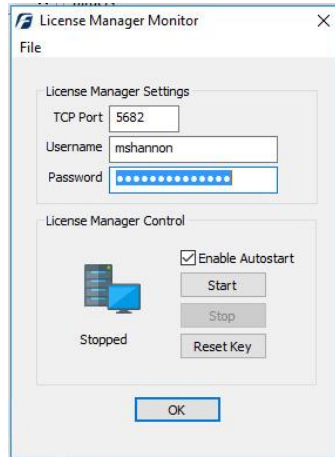 License Manager Monitor
File
License Manager Settings
TCP Port 5682
Username mshannon
Password ••••••••••••••
License Manager Control
Enable Autostart
Start
Stop
Stopped
Reset Key
OK